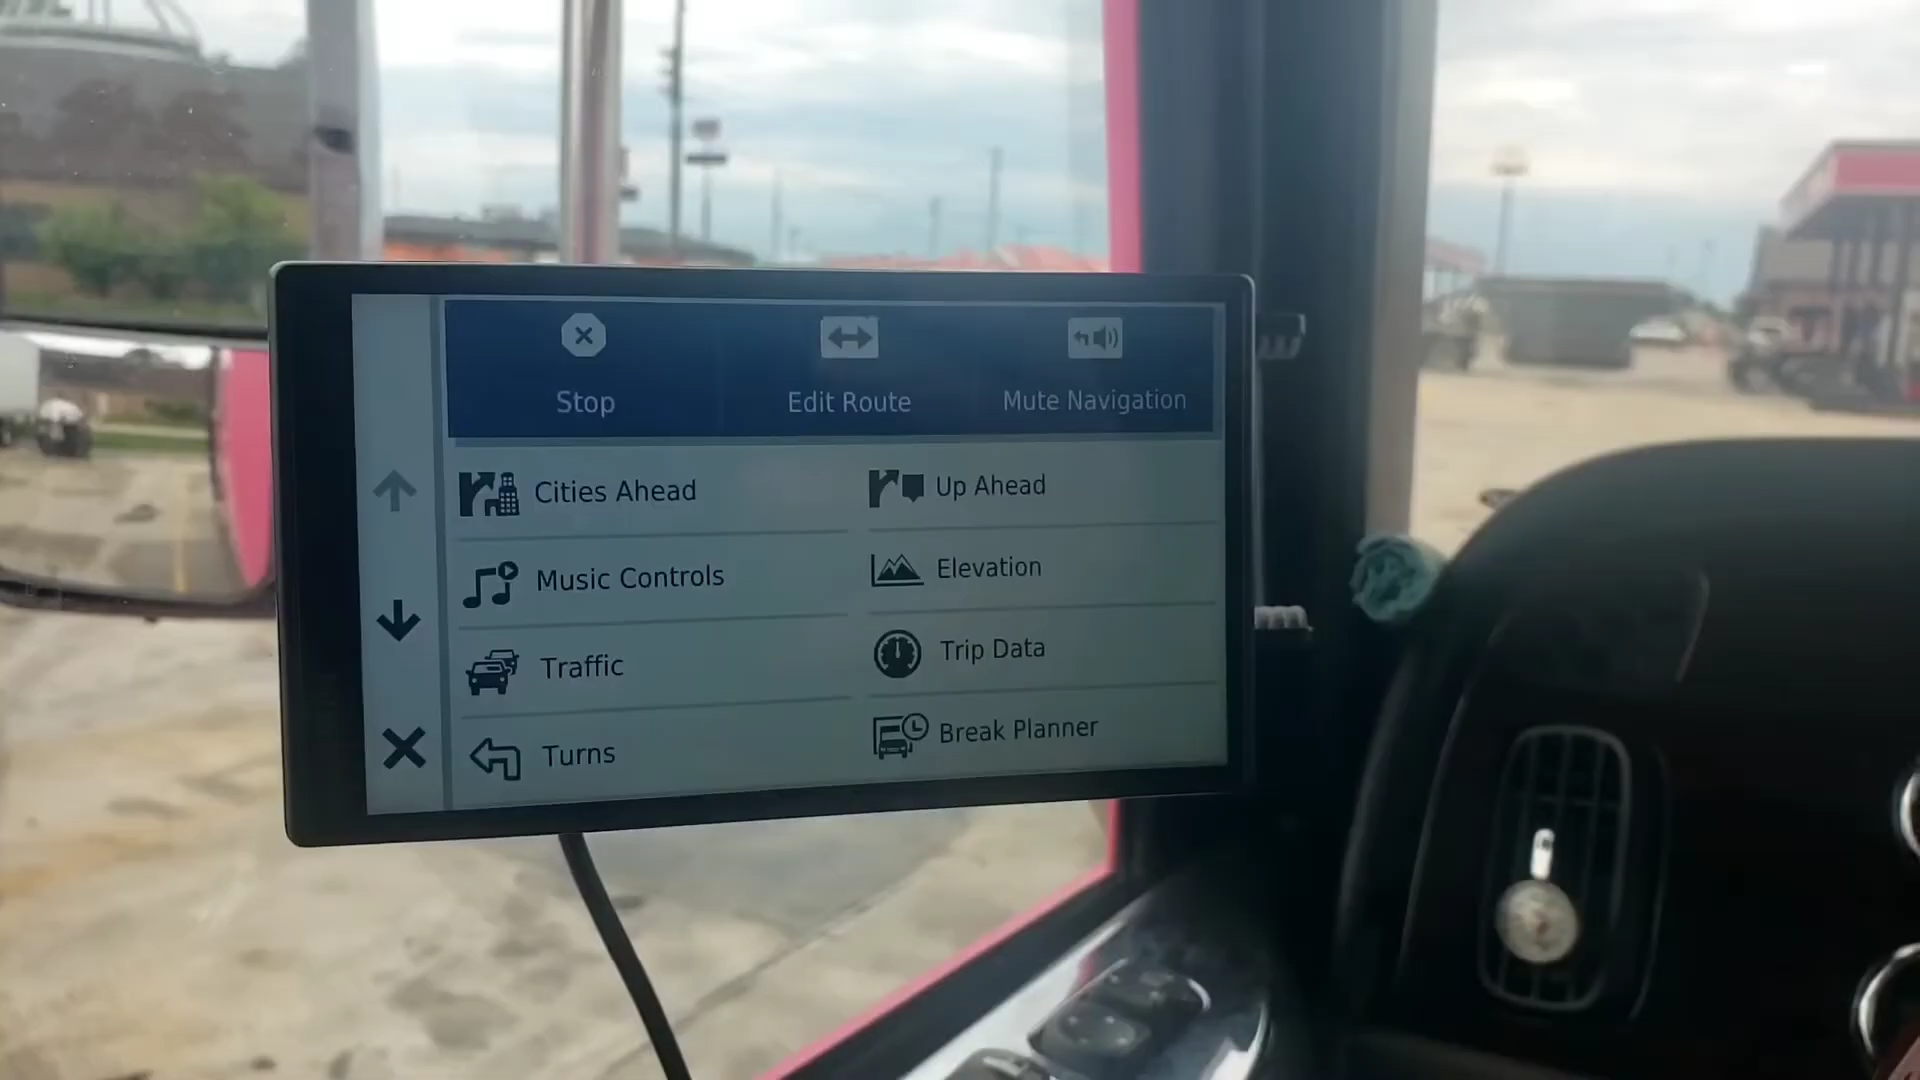 Stop
Edit Route
Mute Navigation
Cities Ahead
Up Ahead
Music Controls
Elevation
Traffic
Trip Data
Turns
Break Planner